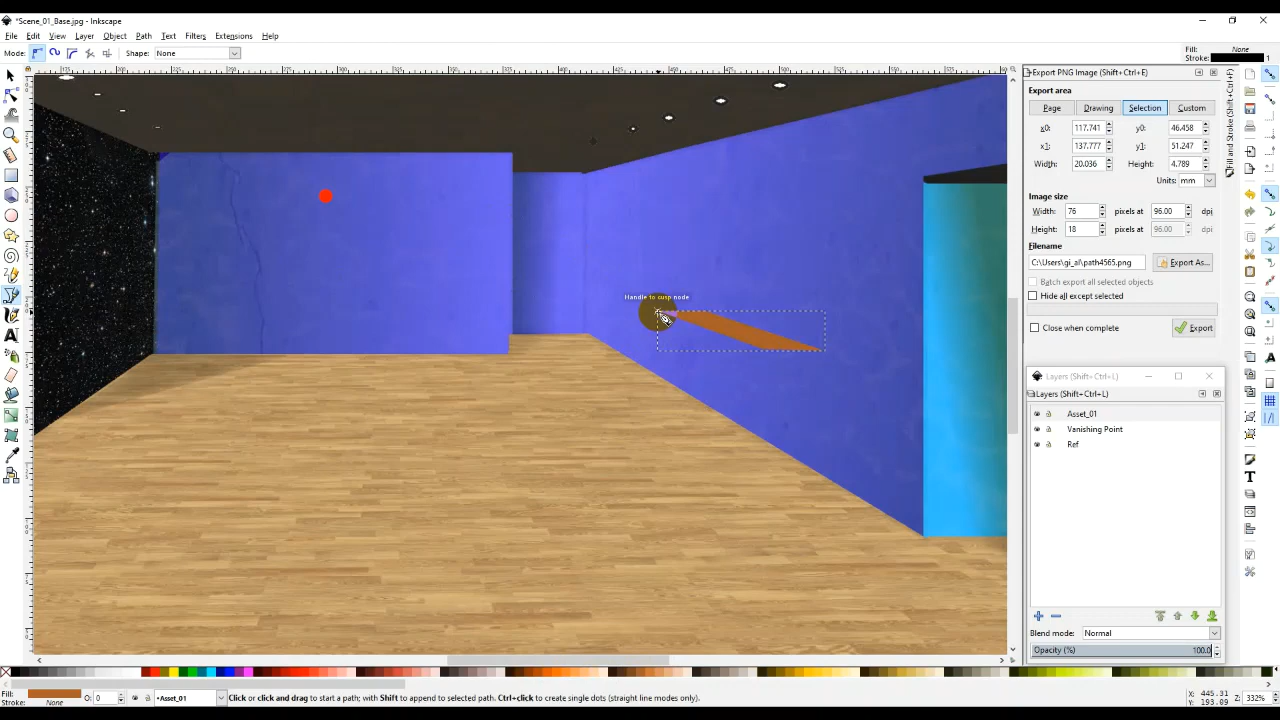 *Scene_01_Base.jpg - Inkscape
File Edit View Layer Object Path Text Filters Extensions Help
Mode: Shape: None
Fill: None
Stroke: 1
Export PNG Image (Shift+Ctrl+E)
Export area
Page Drawing Selection Custom
x0: 117.741 y0: 46.458
x1: 137.777 y1: 51.247
Width: 20.036 Height: 4.789
Units: mm
Image size
Width: 76 pixels at 96.00 dpi
Height: 18 pixels at 96.00 dpi
Filename
C:\Users\gi_al\path4565.png Export As...
Batch export all selected objects
Hide all except selected
Close when complete Export
Fill and Stroke (Shift+Ctrl+F)
Handle to cusp node
Layers (Shift+Ctrl+L)
Layers (Shift+Ctrl+L)
Asset_01
Vanishing Point
Ref
Blend mode: Normal
Opacity (%) 100.0
Fill: O: 0 •Asset_01 Click or click and drag to start a path; with Shift to append to selected path. Ctrl+click to create single dots (straight line modes only). X: 445.31 Z: 332%
Stroke: None Y: 193.09